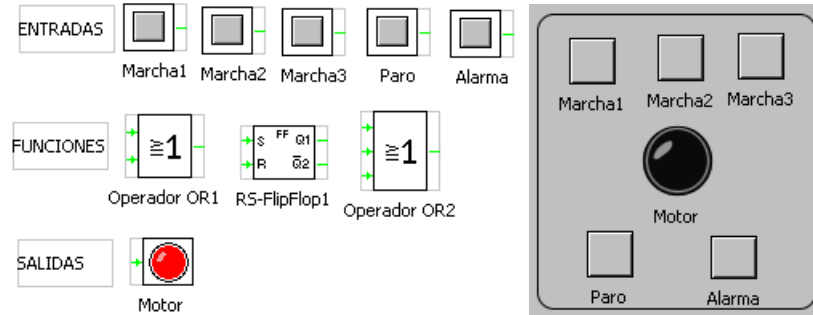 ENTRADAS
Marcha1 Marcha2 Marcha3 Paro Alarma
FUNCIONES
≧1
Operador OR1
S FF Q1
R Q2
RS-FlipFlop1
≧1
Operador OR2
SALIDAS
Motor
Marcha1 Marcha2 Marcha3
Motor
Paro Alarma